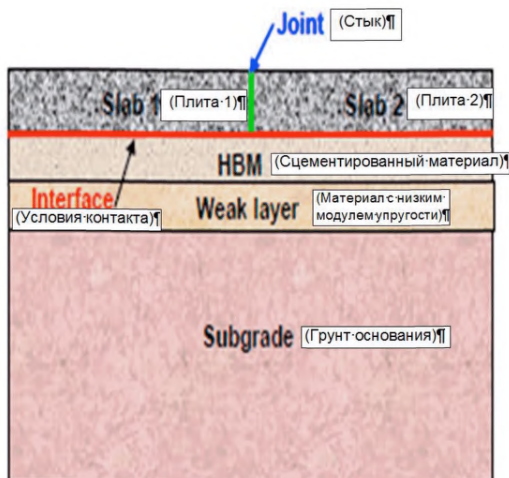 Joint (Стык)¶
Slab 1 (Плита·1)¶ Slab 2 (Плита·2)¶
HBM (Сцементированный·материал)¶
Interface
(Условия·контакта)¶
Weak layer (Материал с·низким·
модулем·упругости)¶
Subgrade (Грунт·основания)¶